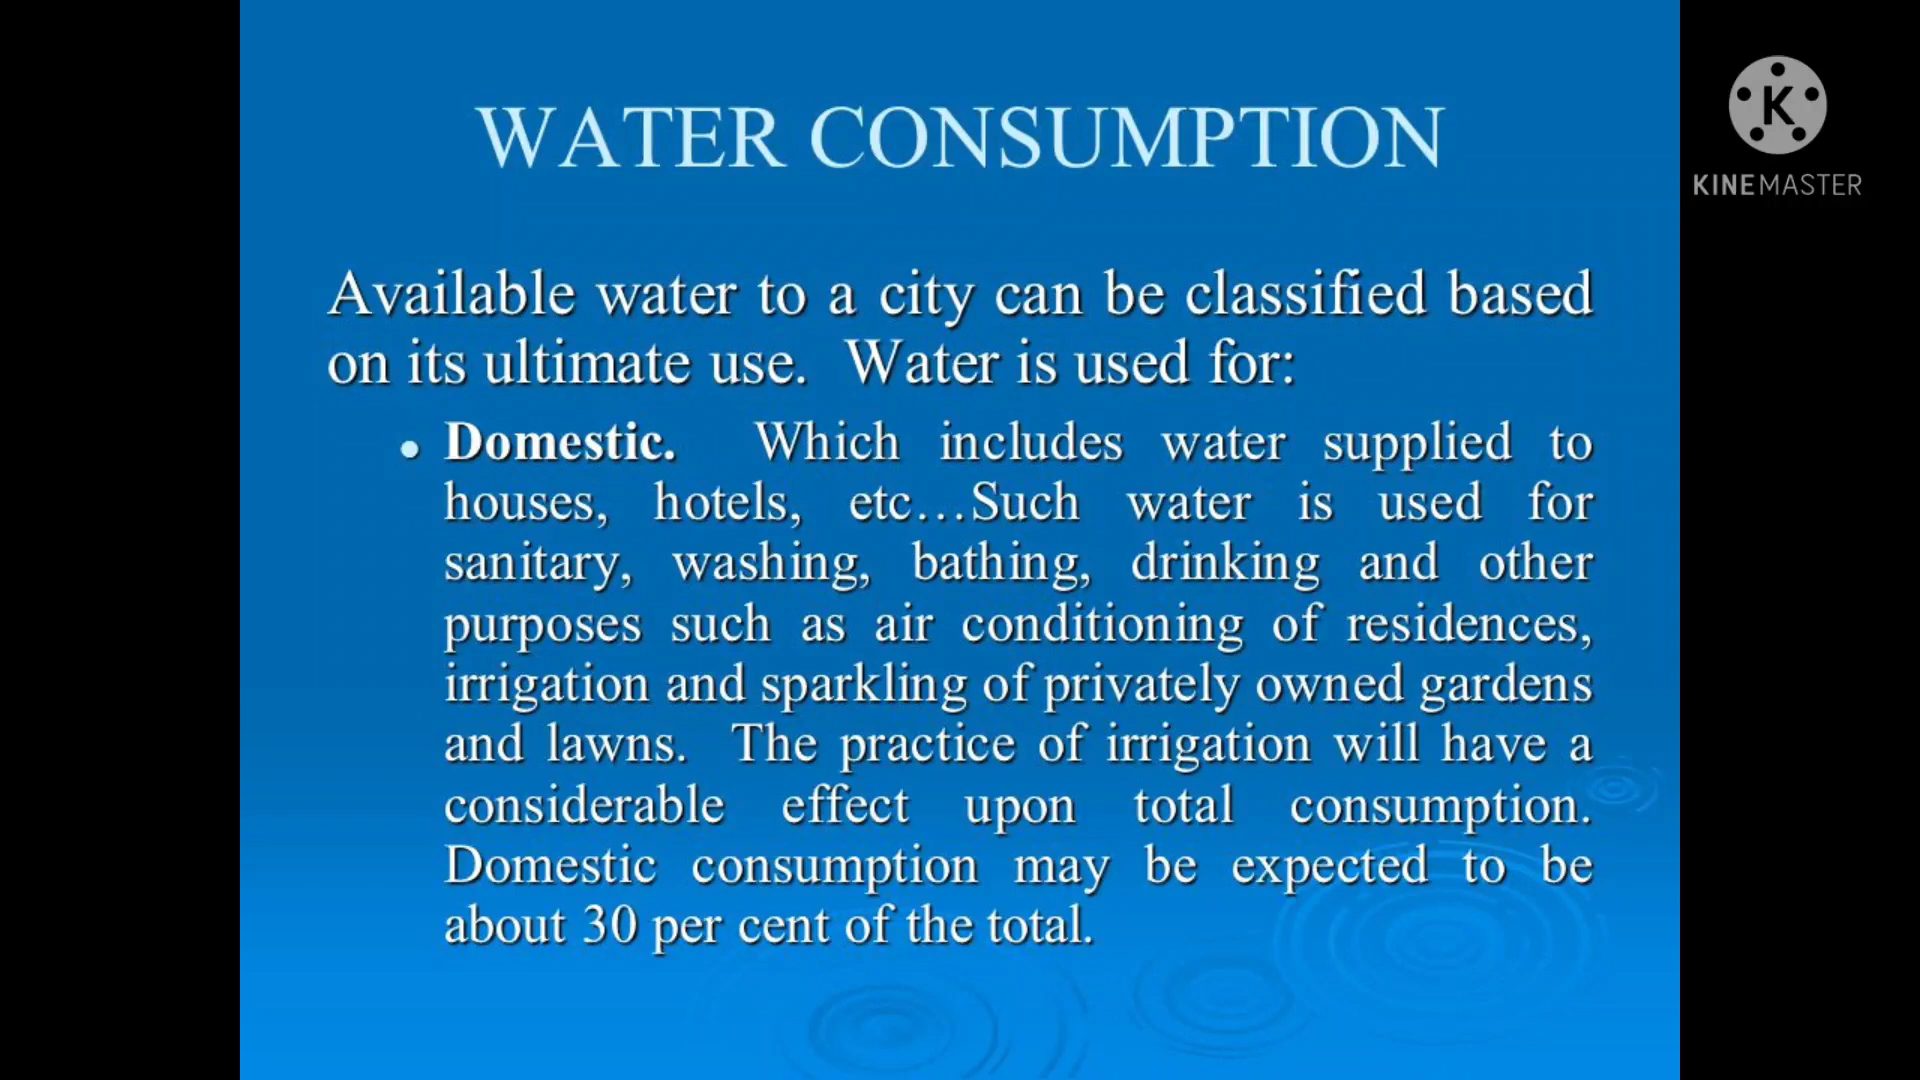 WATER CONSUMPTION
K
KINEMASTER
Available water to a city can be classified based
on its ultimate use. Water is used for:
• Domestic. Which includes water supplied to
houses, hotels, etc…Such water is used for
sanitary, washing, bathing, drinking and other
purposes such as air conditioning of residences,
irrigation and sparkling of privately owned gardens
and lawns. The practice of irrigation will have a
considerable effect upon total consumption.
Domestic consumption may be expected to be
about 30 per cent of the total.